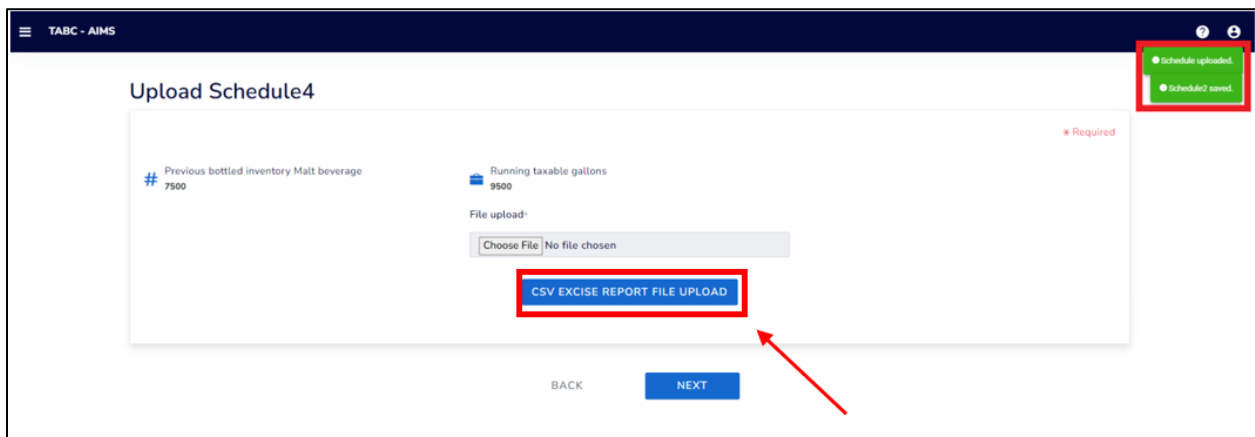 TABC - AIMS
Schedule uploaded.
Schedule2 saved.
Upload Schedule4
* Required
Previous bottled inventory Malt beverage
7500
Running taxable gallons
9500
File upload*
Choose File No file chosen
CSV EXCISE REPORT FILE UPLOAD
BACK
NEXT